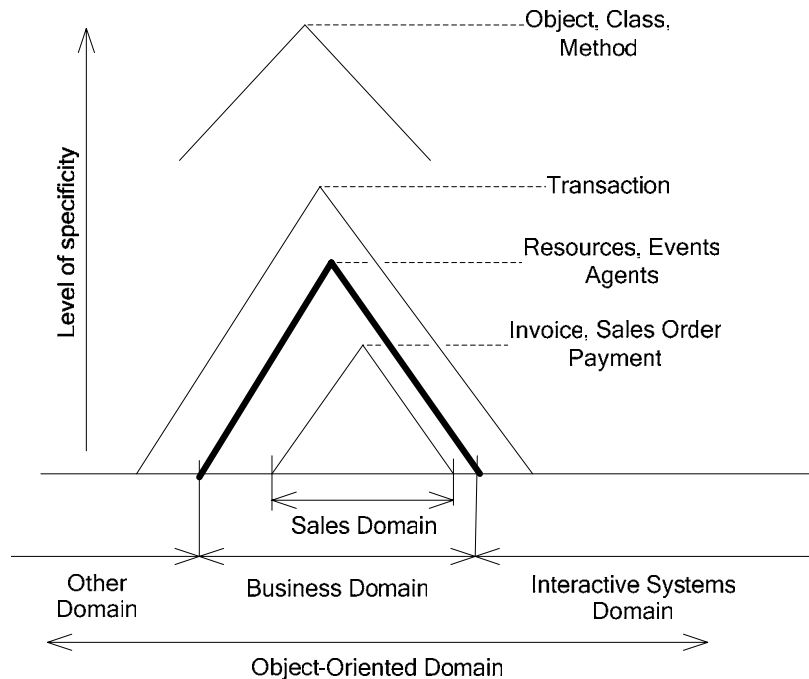 Object, Class,
Method
Transaction
Resources, Events
Agents
Invoice, Sales Order
Payment
Level of specificity
Sales Domain
Other
Domain
Business Domain
Interactive Systems
Domain
Object-Oriented Domain